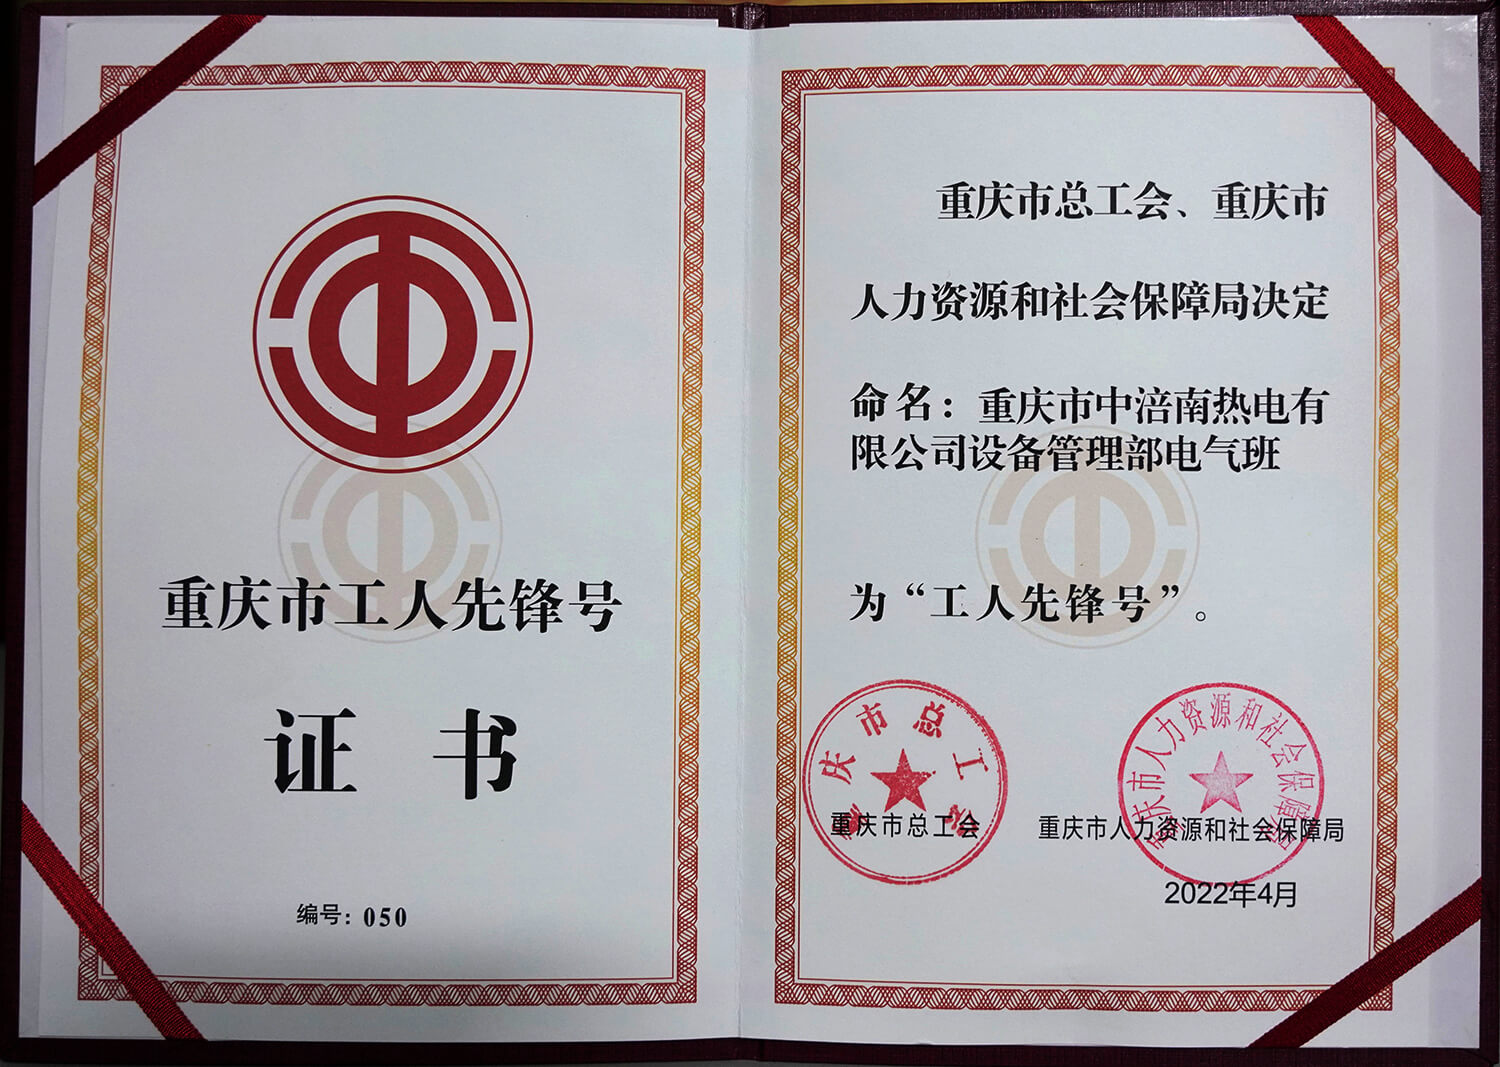 重庆市工人先锋号
证 书
编号：050
重庆市总工会、重庆市
人力资源和社会保障局决定
命名：重庆市中涪南热电有
限公司设备管理部电气班
为“工人先锋号”。
重庆市总工会
重庆市总工会
重庆市人力资源和社会保障局
重庆市人力资源和社会保障局
2022年4月